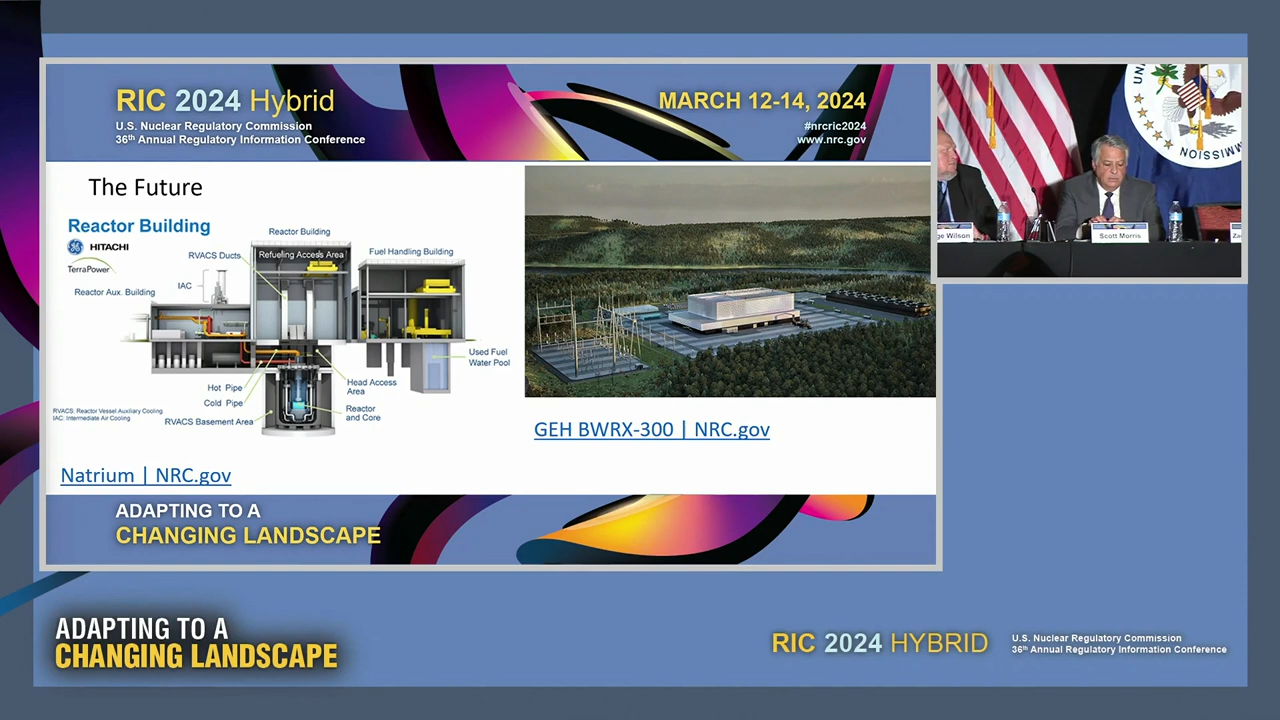 RIC 2024 Hybrid
U.S. Nuclear Regulatory Commission
36th Annual Regulatory Information Conference
MARCH 12-14, 2024
#nrcric2024
www.nrc.gov
The Future
Reactor Building
HITACHI
TerraPower
Reactor Building
Refueling Access Area
Fuel Handling Building
RVACS Ducts
IAC
Reactor Aux. Building
Used Fuel
Water Pool
Hot Pipe
Cold Pipe
Head Access
Area
Reactor
and Core
RVACS: Reactor Vessel Auxiliary Cooling
IAC: Intermediate Air Cooling
RVACS Basement Area
Natrium | NRC.gov
GEH BWRX-300 | NRC.gov
ADAPTING TO A
CHANGING LANDSCAPE
UN
MISSION
ge Wilson
Scott Morris
Za
ADAPTING TO A
CHANGING LANDSCAPE
RIC 2024 HYBRID
U.S. Nuclear Regulatory Commission
36th Annual Regulatory Information Conference